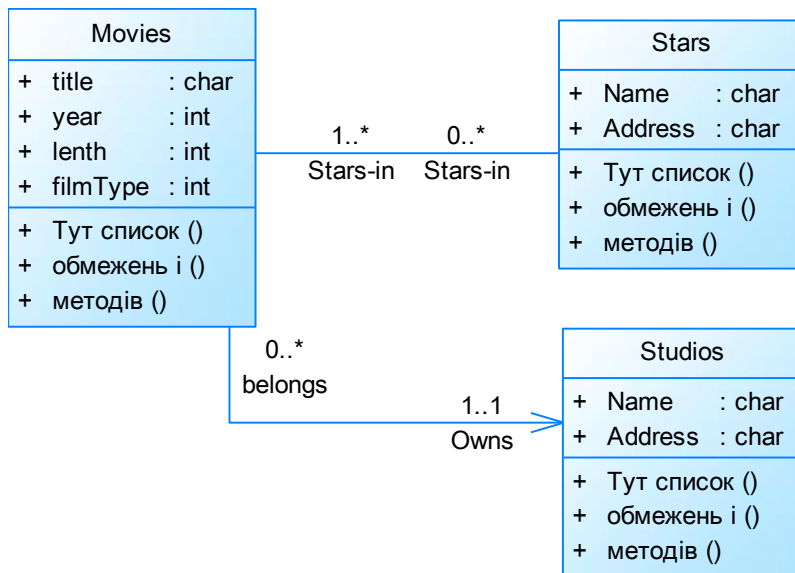 Movies
+ title : char
+ year : int
+ lenth : int
+ filmType : int
+ Тут список ()
+ обмежень і ()
+ методів ()
1..*
Stars-in
0..*
Stars-in
Stars
+ Name : char
+ Address : char
+ Тут список ()
+ обмежень і ()
+ методів ()
0..*
belongs
1..1
Owns
Studios
+ Name : char
+ Address : char
+ Тут список ()
+ обмежень і ()
+ методів ()